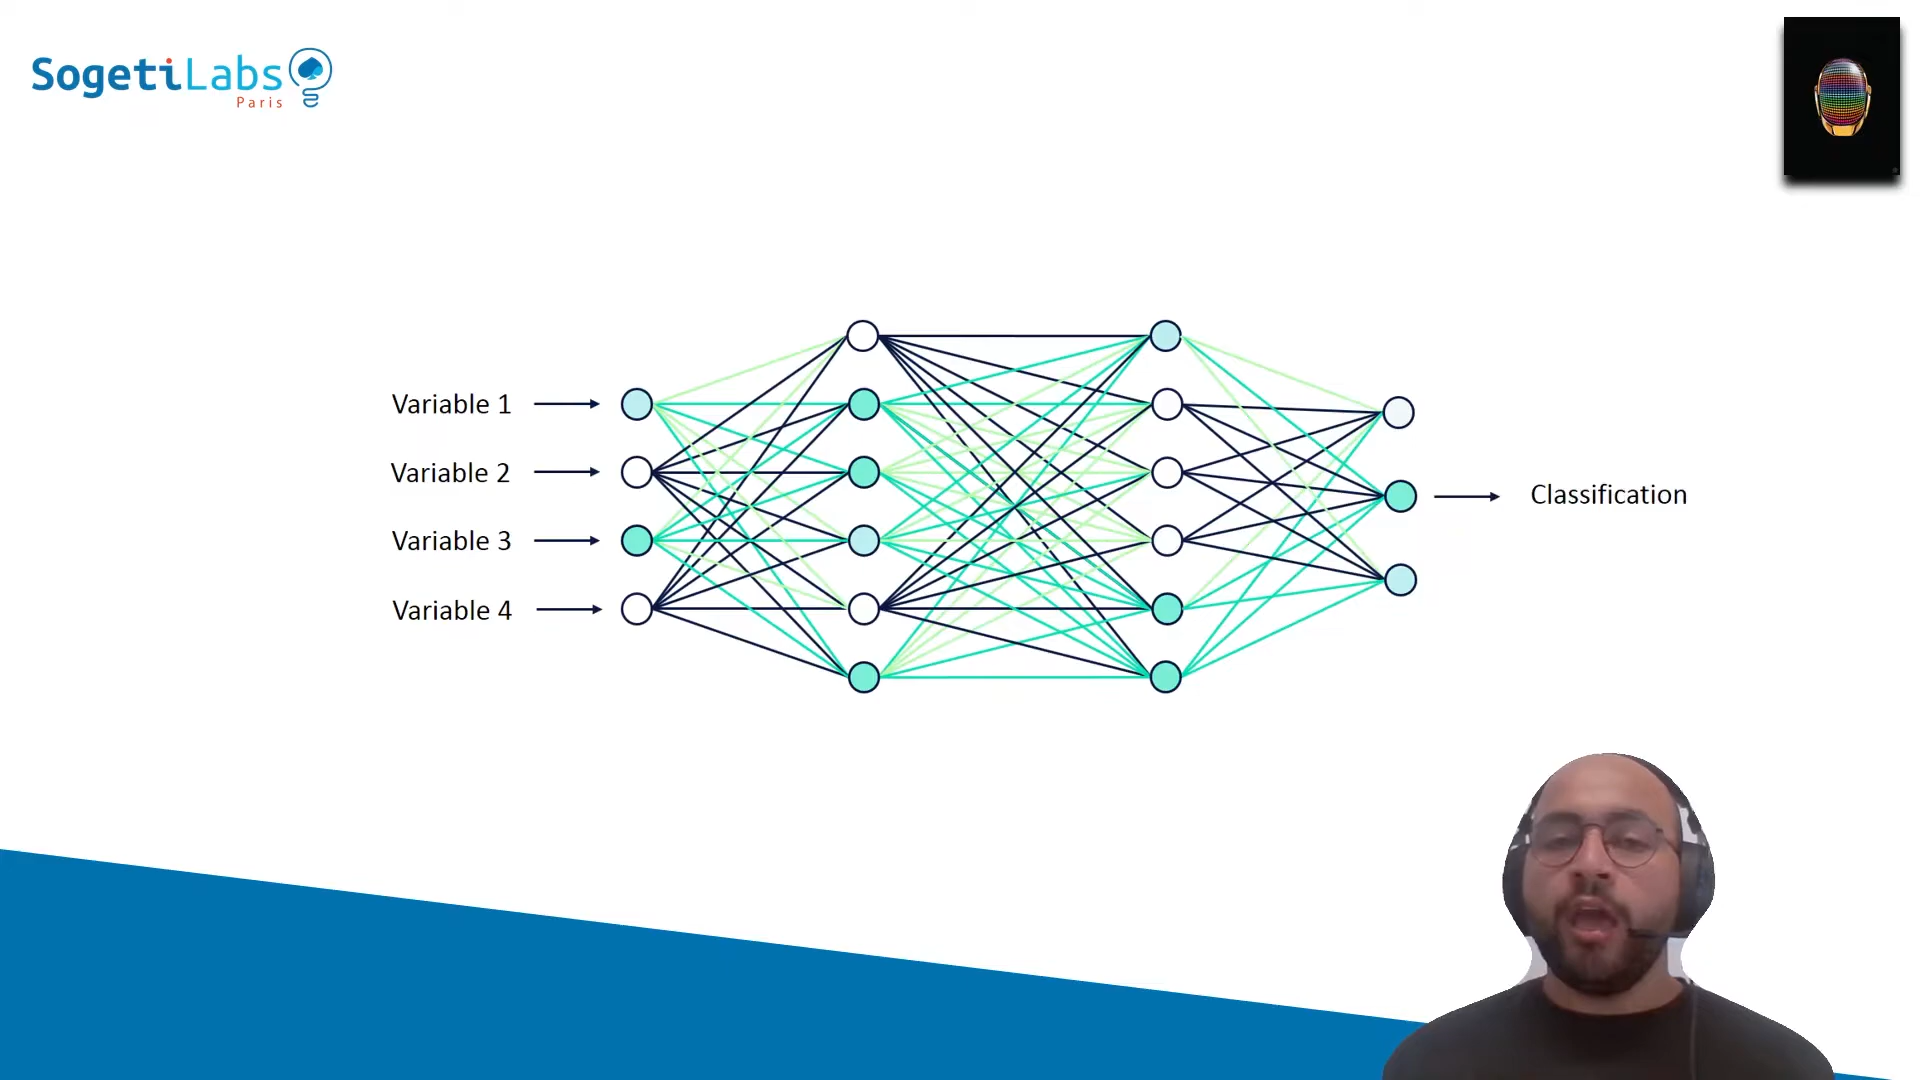 SogetiLabs
Paris
Variable 1
Variable 2
Variable 3
Variable 4
Classification